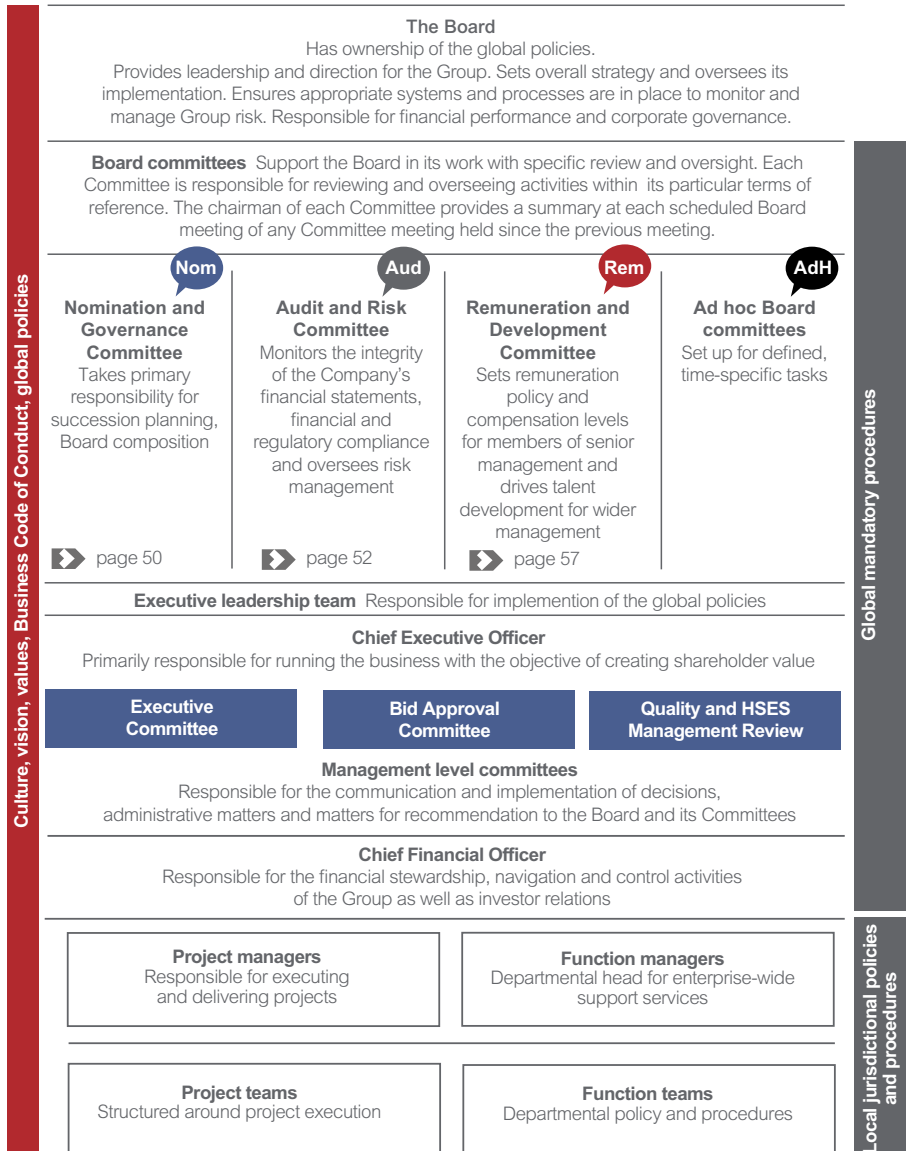 The Board
Has ownership of the global policies.
Provides leadership and direction for the Group. Sets overall strategy and oversees its
implementation. Ensures appropriate systems and processes are in place to monitor and
manage Group risk. Responsible for financial performance and corporate governance.
Board committees Support the Board in its work with specific review and oversight. Each
Committee is responsible for reviewing and overseeing activities within its particular terms of
reference. The chairman of each Committee provides a summary at each scheduled Board
meeting of any Committee meeting held since the previous meeting.
Nom
Nomination and
Governance
Committee
Takes primary
responsibility for
succession planning,
Board composition
page 50
Aud
Audit and Risk
Committee
Monitors the integrity
of the Company's
financial statements,
financial and
regulatory compliance
and oversees risk
management
page 52
Rem
Remuneration and
Development
Committee
Sets remuneration
policy and
compensation levels
for members of senior
management and
drives talent
development for wider
management
page 57
AdH
Ad hoc Board
committees
Set up for defined,
time-specific tasks
Executive leadership team Responsible for implemention of the global policies
Chief Executive Officer
Primarily responsible for running the business with the objective of creating shareholder value
Executive
Committee
Bid Approval
Committee
Quality and HSES
Management Review
Management level committees
Responsible for the communication and implementation of decisions,
administrative matters and matters for recommendation to the Board and its Committees
Chief Financial Officer
Responsible for the financial stewardship, navigation and control activities
of the Group as well as investor relations
Project managers
Responsible for executing
and delivering projects
Function managers
Departmental head for enterprise-wide
support services
Project teams
Structured around project execution
Function teams
Departmental policy and procedures
Culture, vision, values, Business Code of Conduct, global policies
Global mandatory procedures
Local jurisdictional policies
and procedures